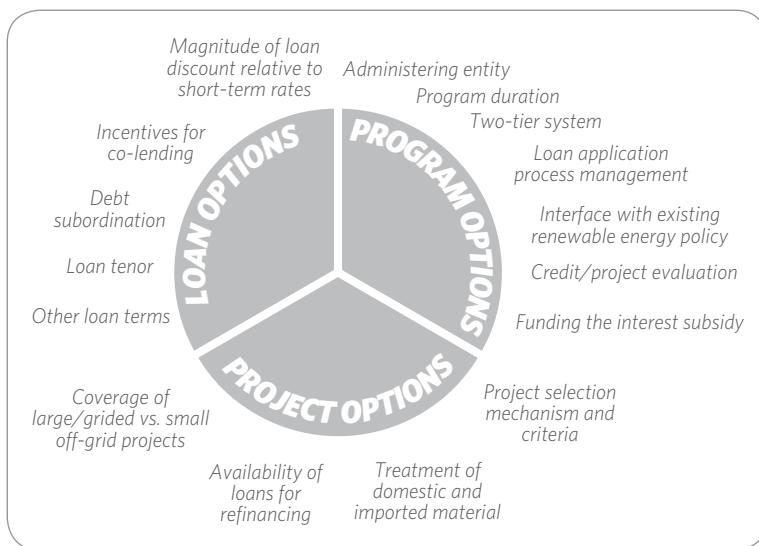 Magnitude of loan
discount relative to
short-term rates
Incentives for
co-lending
Debt
subordination
Loan tenor
Other loan terms
LOAN OPTIONS
Administering entity
Program duration
Two-tier system
Loan application
process management
Interface with existing
renewable energy policy
Credit/project evaluation
Funding the interest subsidy
PROGRAM OPTIONS
PROJECT OPTIONS
Coverage of
large/grided vs. small
off-grid projects
Availability of
loans for
refinancing
Treatment of
domestic and
imported material
Project selection
mechanism and
criteria